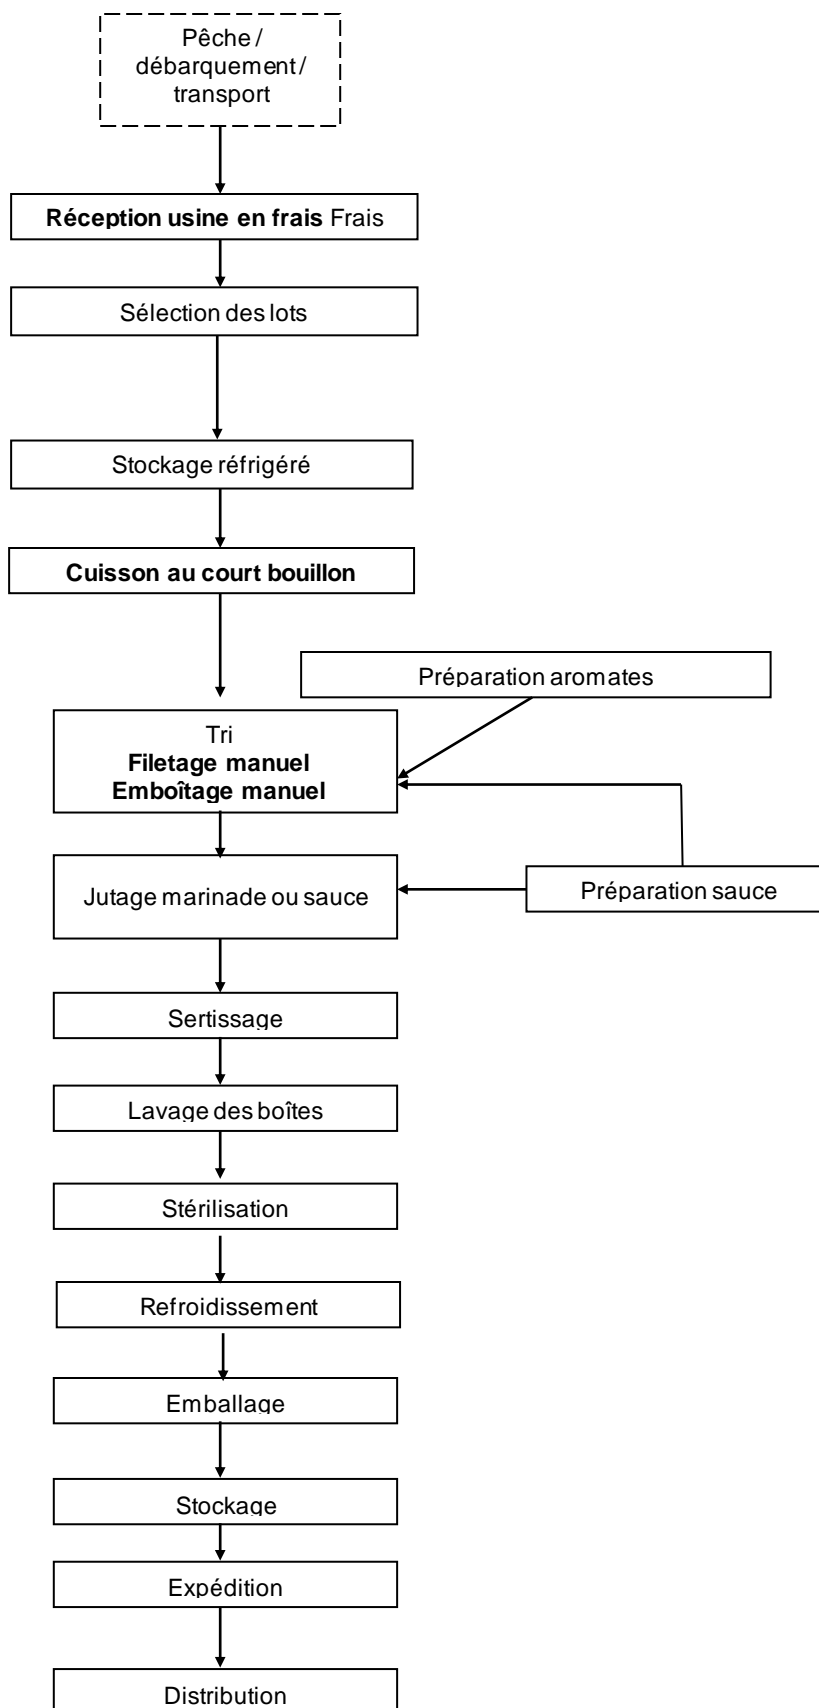 Pêche /
débarquement /
transport
Réception usine en frais Frais
Sélection des lots
Stockage réfrigéré
Cuisson au court bouillon
Préparation aromates
Tri
Filetage manuel
Emboîtage manuel
Jutage marinade ou sauce
Préparation sauce
Sertissage
Lavage des boîtes
Stérilisation
Refroidissement
Emballage
Stockage
Expédition
Distribution